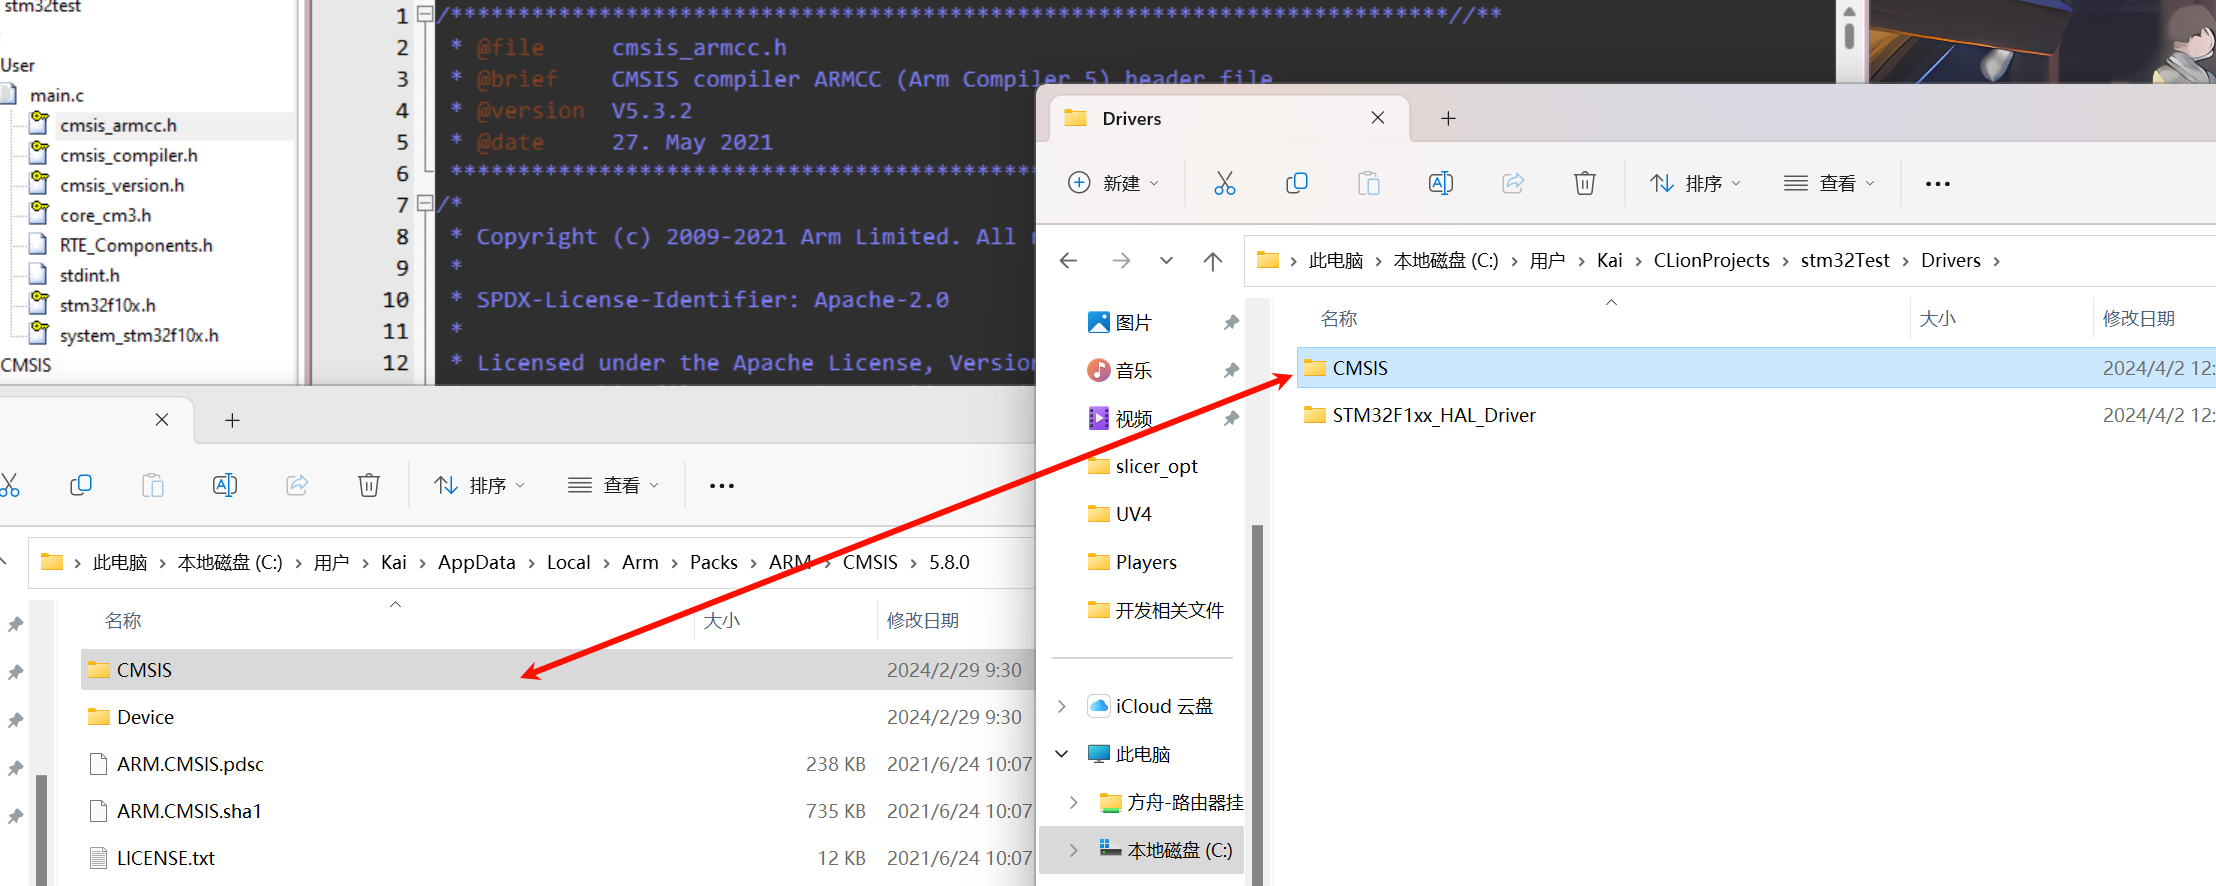 stm32test
User
main.c
cmsis_armcc.h
cmsis_compiler.h
cmsis_version.h
core_cm3.h
RTE_Components.h
stdint.h
stm32f10x.h
system_stm32f10x.h
CMSIS
1 /**************************************************************************//**
2 * @file cmsis_armcc.h
3 * @brief CMSIS compiler ARMCC (Arm Compiler 5) header file
4 * @version V5.3.2
5 * @date 27. May 2021
6 ******************************************
7 /*
8 * Copyright (c) 2009-2021 Arm Limited. All
9 *
10 * SPDX-License-Identifier: Apache-2.0
11 *
12 * Licensed under the Apache License, Version
Drivers
新建
排序
查看
此电脑 > 本地磁盘 (C:) > 用户 > Kai > CLionProjects > stm32Test > Drivers >
图片
音乐
视频
slicer_opt
UV4
Players
开发相关文件
iCloud 云盘
此电脑
方舟-路由器挂
本地磁盘 (C:)
名称 大小 修改日期
CMSIS 2024/4/2 12:
STM32F1xx_HAL_Driver 2024/4/2 12:
排序
查看
此电脑 > 本地磁盘 (C:) > 用户 > Kai > AppData > Local > Arm > Packs > ARM > CMSIS > 5.8.0
名称 大小 修改日期
CMSIS 2024/2/29 9:30
Device 2024/2/29 9:30
ARM.CMSIS.pdsc 238 KB 2021/6/24 10:07
ARM.CMSIS.sha1 735 KB 2021/6/24 10:07
LICENSE.txt 12 KB 2021/6/24 10:07